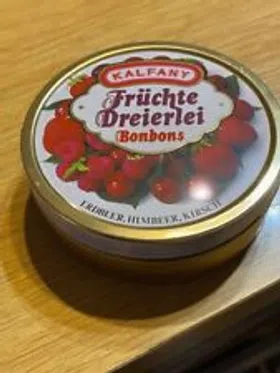 KALFANY
Früchte
Dreierlei
Bonbons
ERDBEER, HIMBEER, KIRSCH